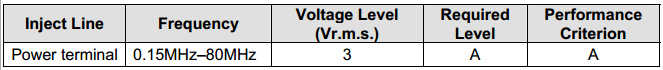 Inject Line Frequency Voltage Level (Vr.m.s.) Required Level Performance Criterion
Power terminal 0.15MHz–80MHz 3 A A